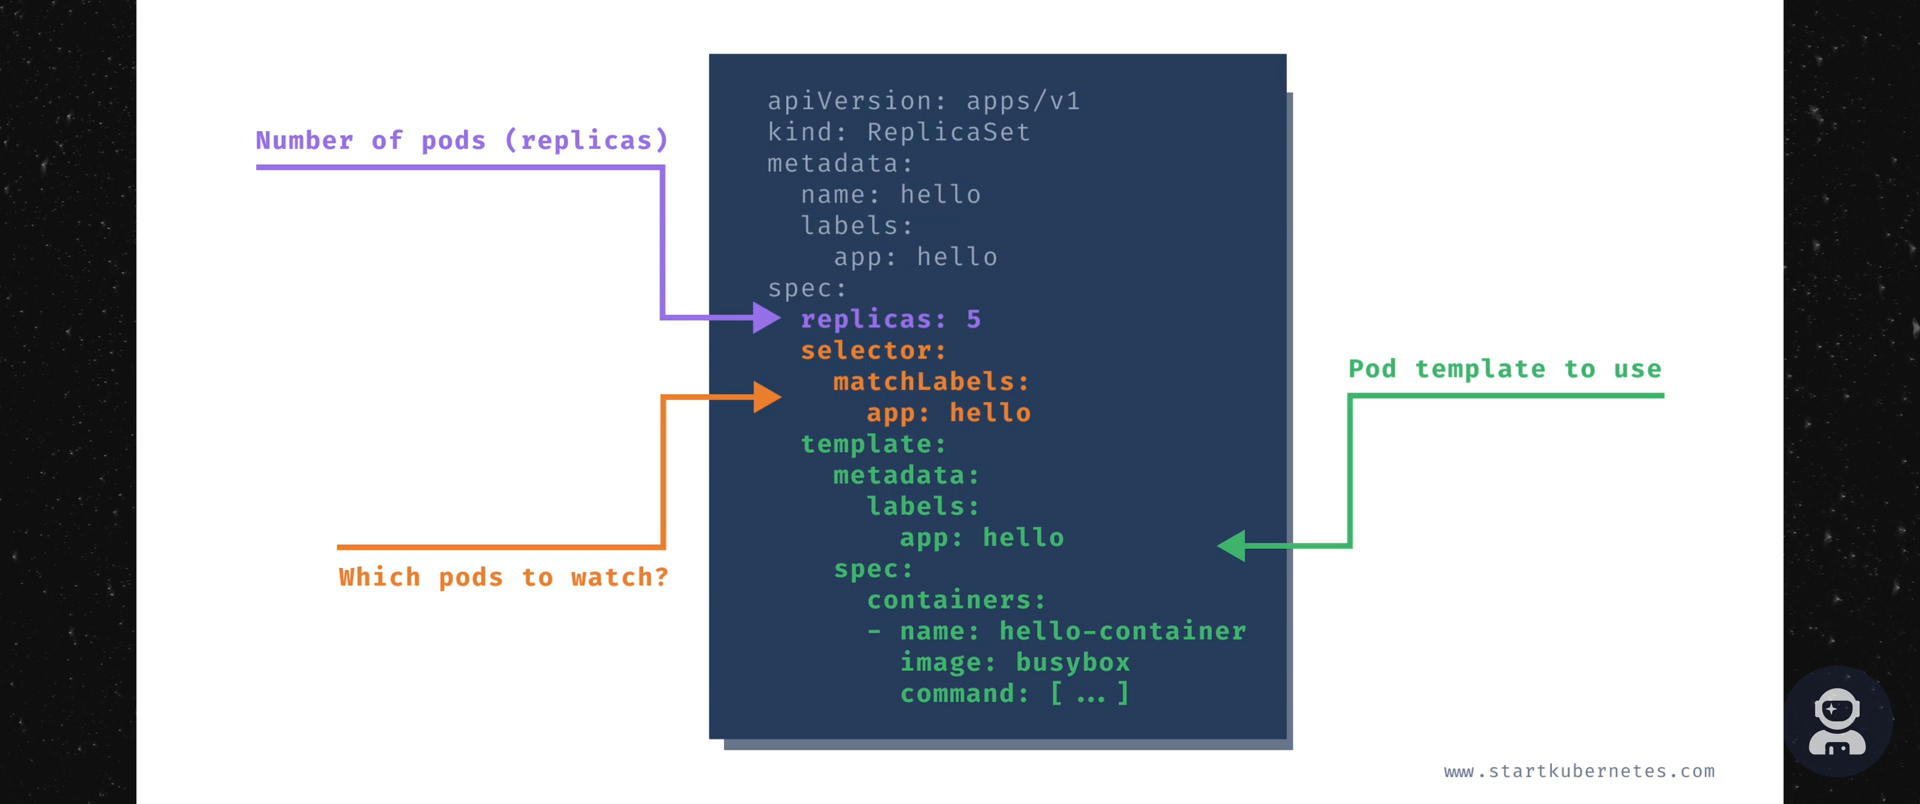 Number of pods (replicas)
apiVersion: apps/v1
kind: ReplicaSet
metadata:
  name: hello
  labels:
    app: hello
spec:
  replicas: 5
  selector:
    matchLabels:
      app: hello
  template:
    metadata:
      labels:
        app: hello
    spec:
      containers:
      - name: hello-container
        image: busybox
        command: [ ... ]
Which pods to watch?
Pod template to use
www.startkubernetes.com